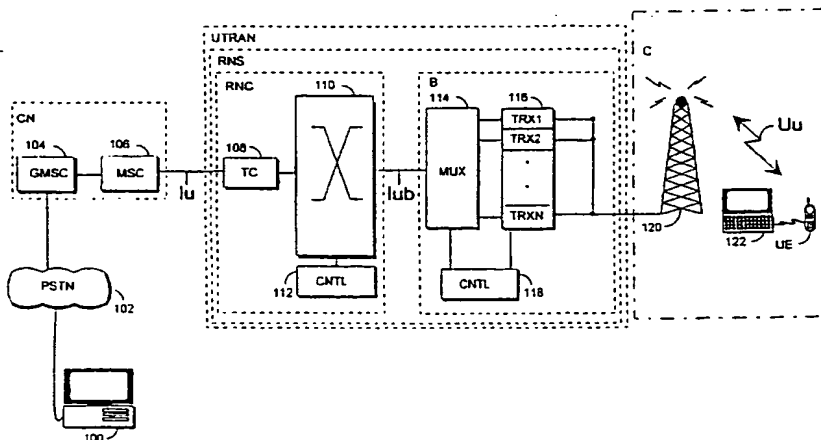 UTRAN
RNS
RNC
110
B
114
116
C
CN
104
106
GMSC
MSC
Iu
108
TC
Iub
MUX
TRX1
TRX2
TRXN
Uu
112
CNTL
CNTL
118
120
122
UE
PSTN
102
100